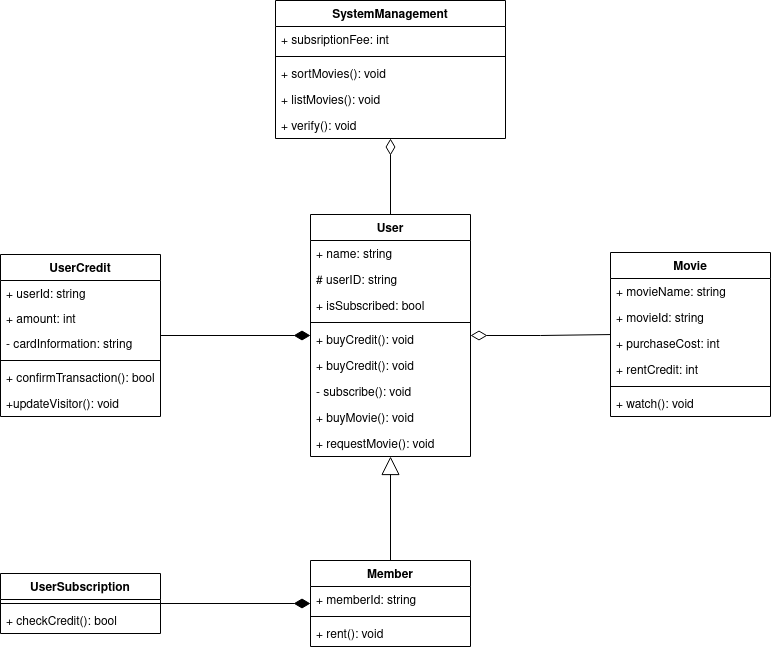 SystemManagement
+ subsriptionFee: int
+ sortMovies(): void
+ listMovies(): void
+ verify(): void
User
+ name: string
# userID: string
+ isSubscribed: bool
+ buyCredit(): void
+ buyCredit(): void
- subscribe(): void
+ buyMovie(): void
+ requestMovie(): void
UserCredit
+ userId: string
+ amount: int
- cardInformation: string
+ confirmTransaction(): bool
+updateVisitor(): void
Movie
+ movieName: string
+ movieId: string
+ purchaseCost: int
+ rentCredit: int
+ watch(): void
UserSubscription
+ checkCredit(): bool
Member
+ memberId: string
+ rent(): void